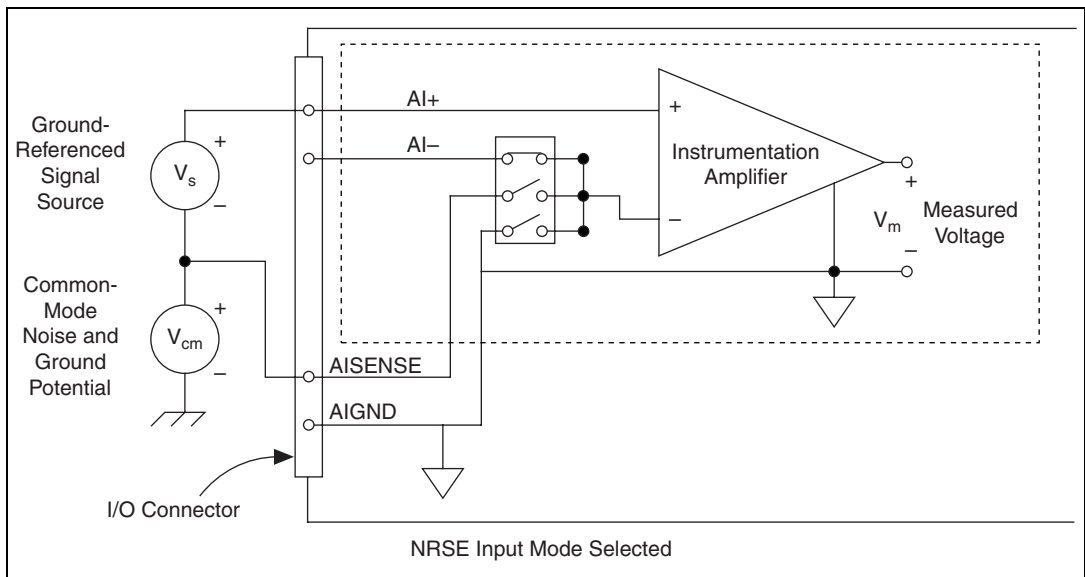 Ground-
Referenced
Signal
Source
+
Vs
−
Common-
Mode
Noise and
Ground
Potential
+
Vcm
−
I/O Connector
AI+
AI−
AISENSE
AIGND
+
−
Instrumentation
Amplifier
+
Vm
−
Measured
Voltage
NRSE Input Mode Selected